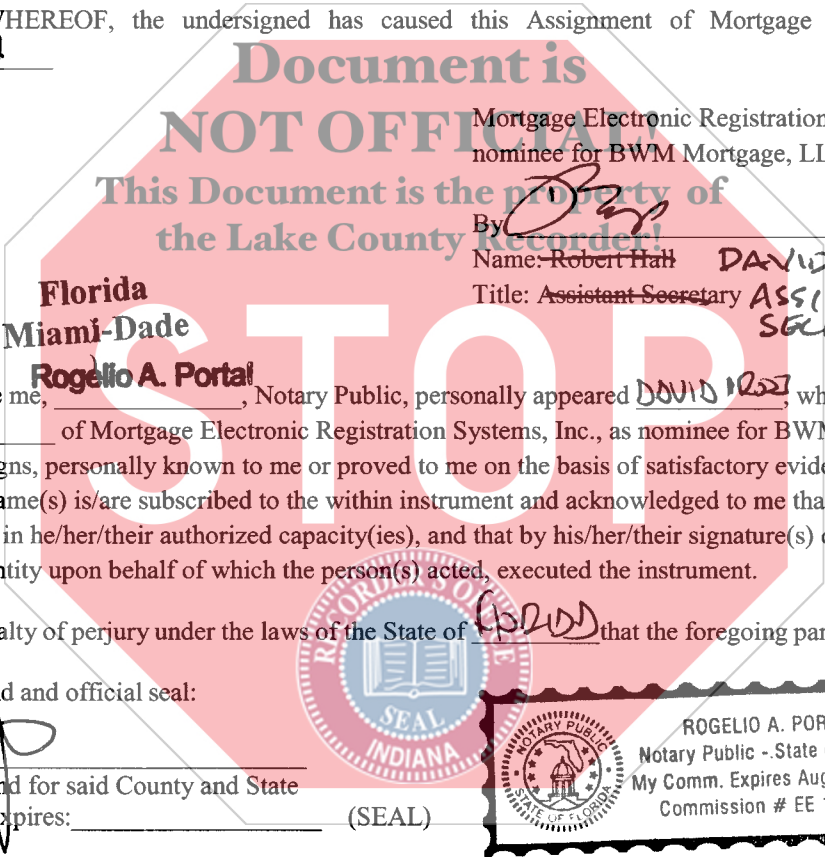 WHEREOF, the undersigned has caused this Assignment of Mortgage
Document is
NOT OFFICIAL!
Mortgage Electronic Registration
nominee for BWM Mortgage, LL
This Document is the property of
the Lake County Recorder!
By
Name: Robert Hall DAVID
Title: Assistant Secretary ASSI
SEC
Florida
Miami-Dade
STOP
Rogelio A. Portal
me, , Notary Public, personally appeared DAVID , wh
of Mortgage Electronic Registration Systems, Inc., as nominee for BWM
gns, personally known to me or proved to me on the basis of satisfactory evide
ame(s) is/are subscribed to the within instrument and acknowledged to me tha
in he/her/their authorized capacity(ies), and that by his/her/their signature(s) o
ntity upon behalf of which the person(s) acted, executed the instrument.
alty of perjury under the laws of the State of Florida that the foregoing par
d and official seal:
nd for said County and State
xpires: (SEAL)
RECORDER'S OFFICE
SEAL
INDIANA
NOTARY PUBLIC
STATE OF FLORIDA
ROGELIO A. POR
Notary Public - State
My Comm. Expires Aug
Commission # EE